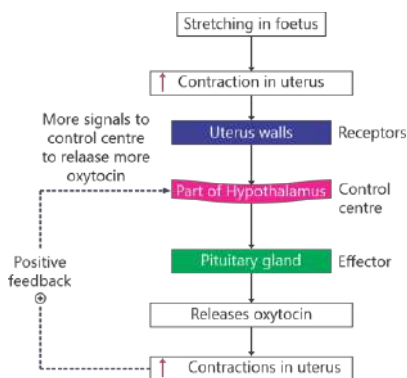 Stretching in foetus
↑ Contraction in uterus
More signals to
control centre
to relaase more
oxytocin
Uterus walls
Receptors
Part of Hypothalamus
Control
centre
Pituitary gland
Effector
Positive
feedback
⊕
Releases oxytocin
↑ Contractions in uterus